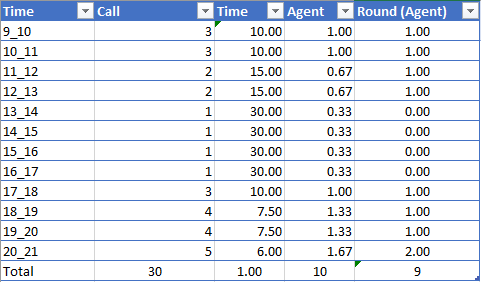 Time Call Time Agent Round (Agent)
9_10 3 10.00 1.00 1.00
10_11 3 10.00 1.00 1.00
11_12 2 15.00 0.67 1.00
12_13 2 15.00 0.67 1.00
13_14 1 30.00 0.33 0.00
14_15 1 30.00 0.33 0.00
15_16 1 30.00 0.33 0.00
16_17 1 30.00 0.33 0.00
17_18 3 10.00 1.00 1.00
18_19 4 7.50 1.33 1.00
19_20 4 7.50 1.33 1.00
20_21 5 6.00 1.67 2.00
Total 30 1.00 10 9